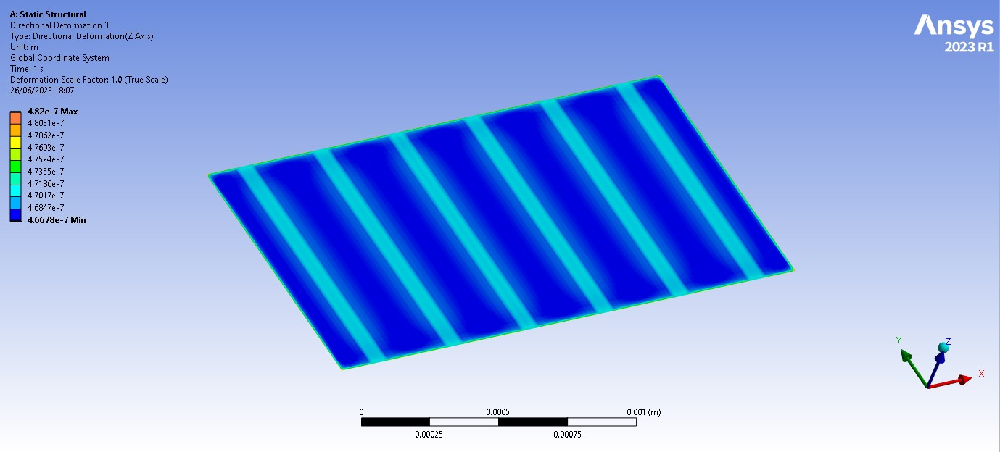 A: Static Structural
Directional Deformation 3
Type: Directional Deformation(Z Axis)
Unit: m
Global Coordinate System
Time: 1 s
Deformation Scale Factor: 1.0 (True Scale)
26/06/2023 18:07
4.82e-7 Max
4.8031e-7
4.7862e-7
4.7693e-7
4.7524e-7
4.7355e-7
4.7186e-7
4.7017e-7
4.6847e-7
4.6678e-7 Min
Ansys
2023 R1
Y
Z
X
0
0.0005
0.001 (m)
0.00025
0.00075